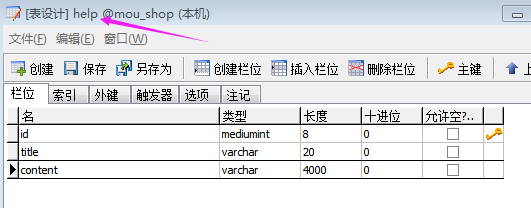 [表设计] help @mou_shop (本机)
文件(F) 编辑(E) 窗口(W)
创建 保存 另存为 创建栏位 插入栏位 删除栏位 主键 上
栏位 索引 外键 触发器 选项 注记
名 类型 长度 十进位 允许空?..
id mediumint 8 0
title varchar 20 0
content varchar 4000 0